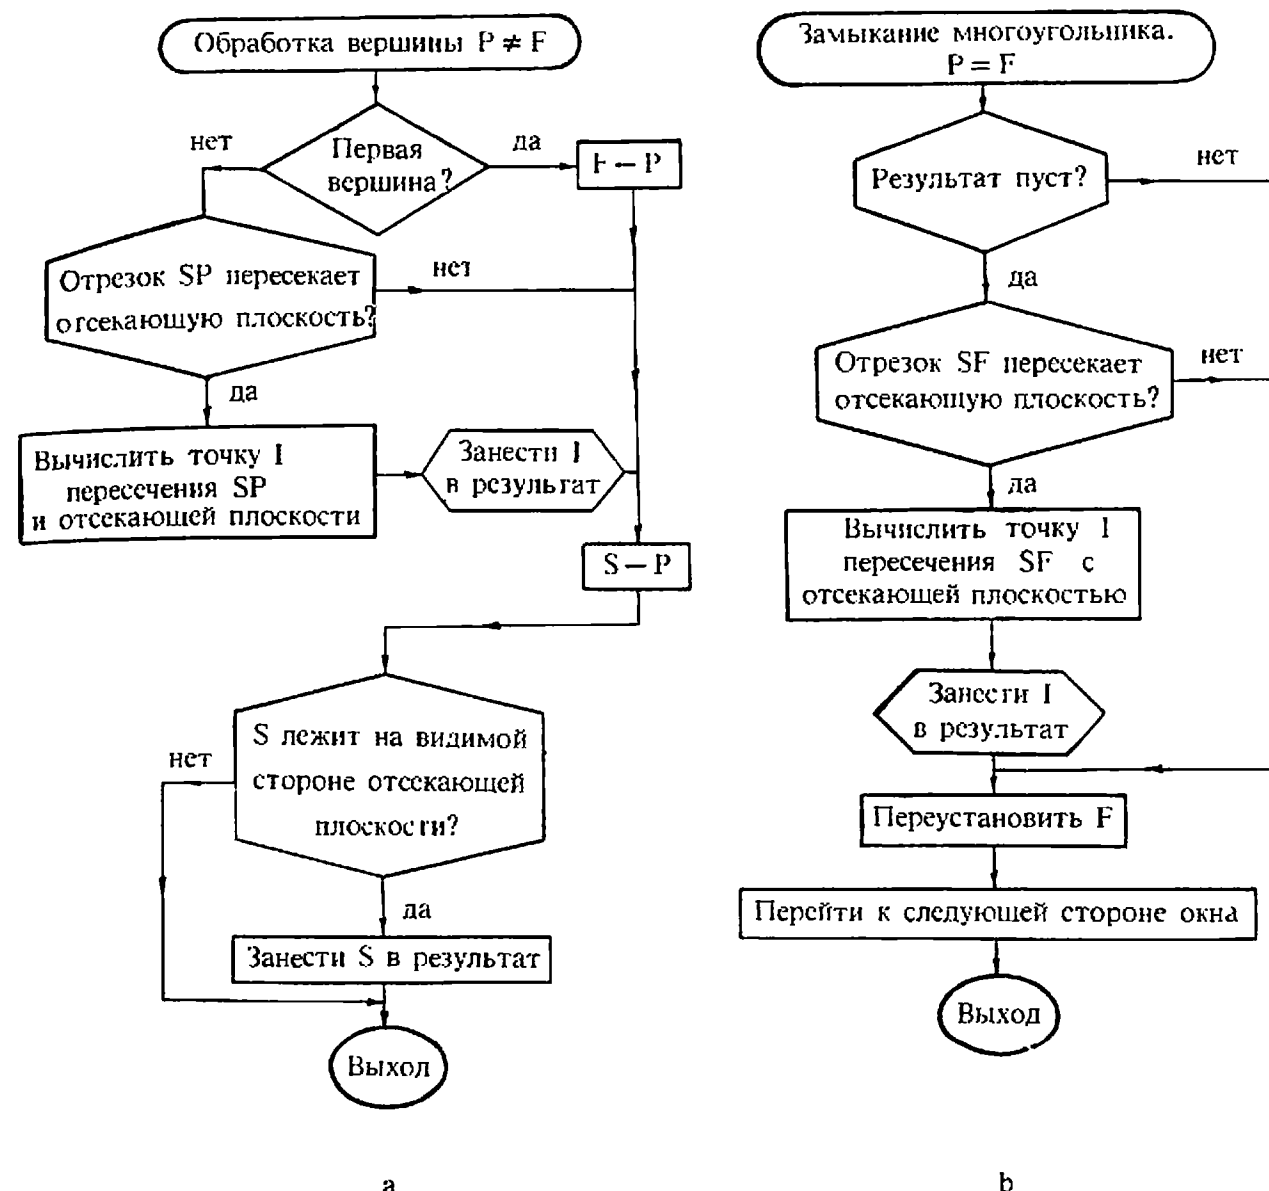 Обработка вершины P ≠ F
нет
Первая
вершина?
да
F – P
Отрезок SP пересекает
отсекающую плоскость?
нет
да
Вычислить точку I
пересечения SP
и отсекающей плоскости
Занести I
в результат
S – P
S лежит на видимой
стороне отсекающей
плоскости?
нет
да
Занести S в результат
Выход
a
Замыкание многоугольника.
P = F
Результат пуст?
нет
да
Отрезок SF пересекает
отсекающую плоскость?
нет
да
Вычислить точку I
пересечения SF с
отсекающей плоскостью
Занести I
в результат
Переустановить F
Перейти к следующей стороне окна
Выход
b